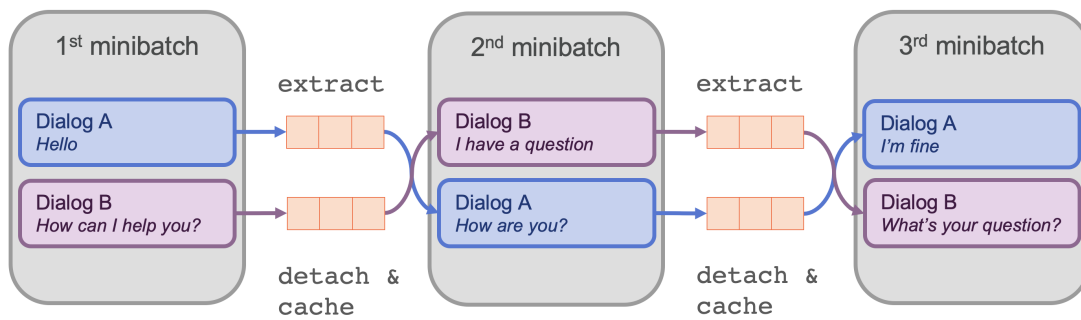 1st minibatch
Dialog A
Hello
Dialog B
How can I help you?
extract
detach &
cache
2nd minibatch
Dialog B
I have a question
Dialog A
How are you?
extract
detach &
cache
3rd minibatch
Dialog A
I'm fine
Dialog B
What's your question?